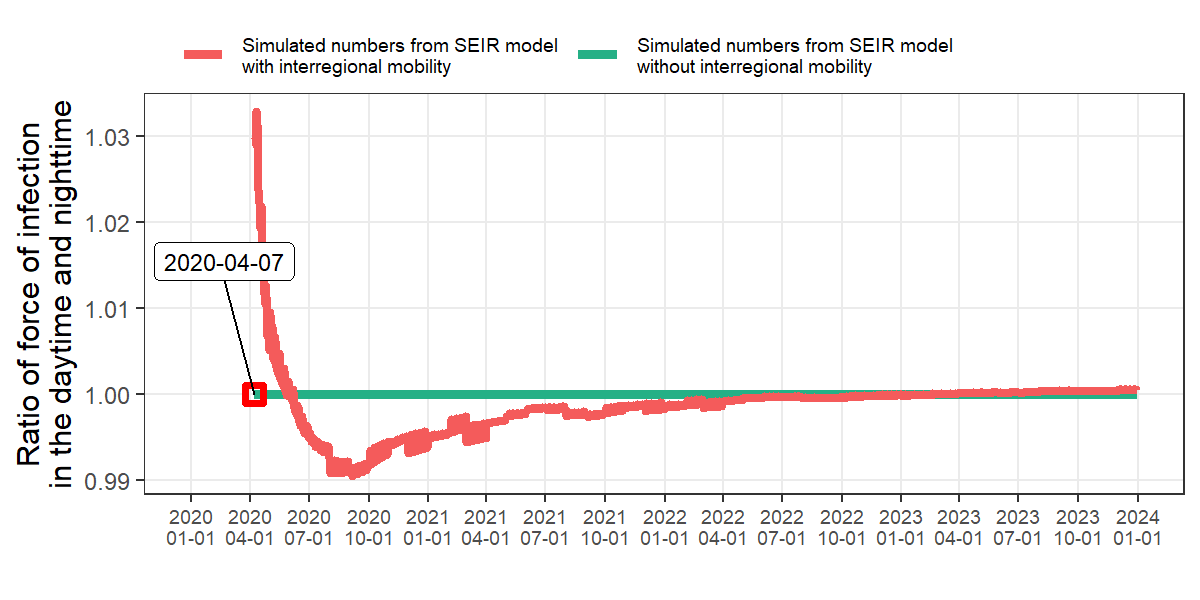 Simulated numbers from SEIR model
with interregional mobility
Simulated numbers from SEIR model
without interregional mobility
Ratio of force of infection
in the daytime and nighttime
1.03
1.02
1.01
1.00
0.99
2020-04-07
2020 2020 2020 2020 2021 2021 2021 2021 2022 2022 2022 2022 2023 2023 2023 2023 2024
01-01 04-01 07-01 10-01 01-01 04-01 07-01 10-01 01-01 04-01 07-01 10-01 01-01 04-01 07-01 10-01 01-01